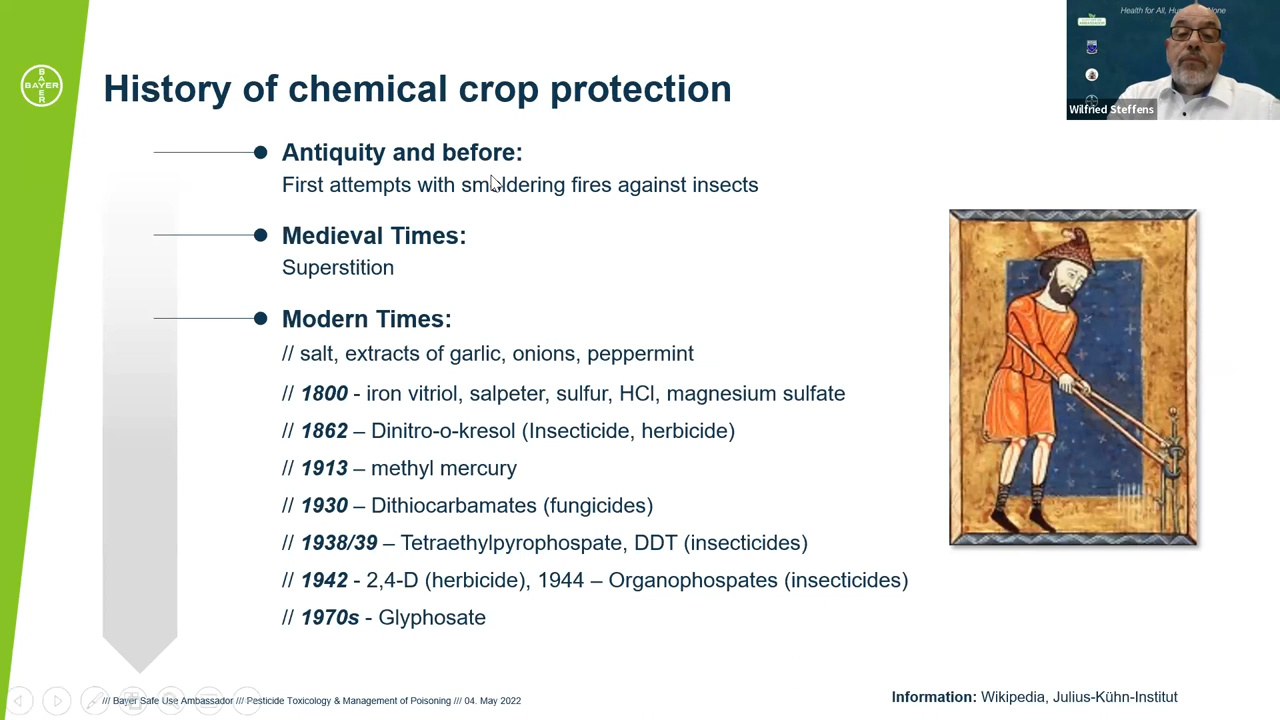 Health for All, Hu None
BAYER
BAYER
Wilfried Steffens
History of chemical crop protection
Antiquity and before:
First attempts with smoldering fires against insects
Medieval Times:
Superstition
Modern Times:
// salt, extracts of garlic, onions, peppermint
// 1800 - iron vitriol, salpeter, sulfur, HCl, magnesium sulfate
// 1862 – Dinitro-o-kresol (Insecticide, herbicide)
// 1913 – methyl mercury
// 1930 – Dithiocarbamates (fungicides)
// 1938/39 – Tetraethylpyrophospate, DDT (insecticides)
// 1942 - 2,4-D (herbicide), 1944 – Organophospates (insecticides)
// 1970s - Glyphosate
/// Bayer Safe Use Ambassador /// Pesticide Toxicology & Management of Poisoning /// 04. May 2022
Information: Wikipedia, Julius-Kühn-Institut